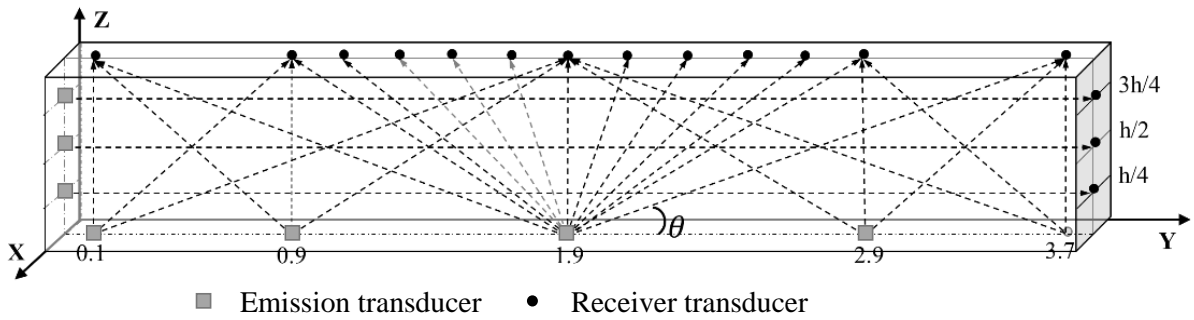 Z
3h/4
h/2
h/4
θ
X
0.1 0.9 1.9 2.9 3.7
Y
Emission transducer Receiver transducer